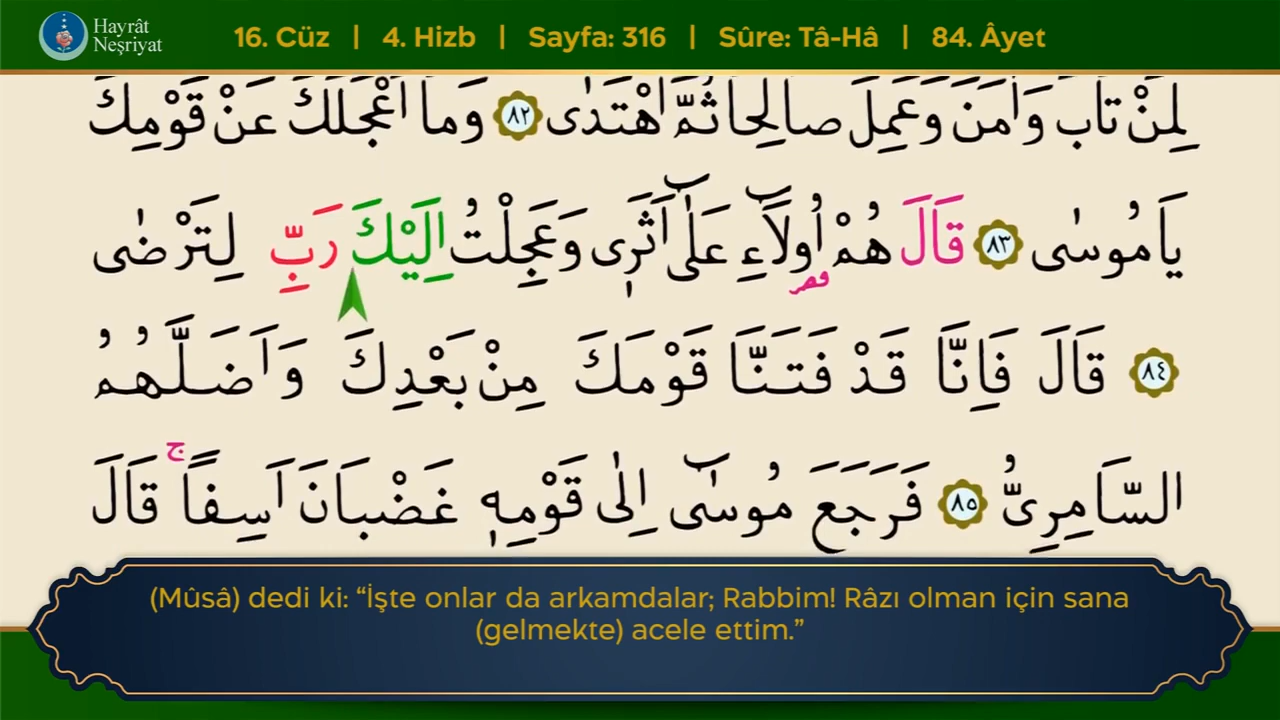 Hayrât
Neşriyat
16. Cüz | 4. Hizb | Sayfa: 316 | Sûre: Tâ-Hâ | 84. Âyet
لِمَنْ تَابَ وَاٰمَنَ وَعَمِلَ صَالِحًا ثُمَّ اهْتَدٰى ﴿٨٢﴾ وَمَٓا اَعْجَلَكَ عَنْ قَوْمِكَ
يَا مُوسٰى ﴿٨٣﴾ قَالَ هُمْ اُو۬لَٓاءِ عَلٰٓى اَثَر۪ى وَعَجِلْتُ اِلَيْكَ رَبِّ لِتَرْضٰى
قصر
﴿٨٤﴾ قَالَ فَاِنَّا قَدْ فَتَنَّا قَوْمَكَ مِنْ بَعْدِكَ وَاَضَلَّهُمُ
السَّامِرِىُّ ﴿٨٥﴾ فَرَجَعَ مُوسٰٓى اِلٰى قَوْمِه۪ غَضْبَانَ اَسِفًا ۚ قَالَ
(Mûsâ) dedi ki: “İşte onlar da arkamdalar; Rabbim! Râzı olman için sana
(gelmekte) acele ettim.”